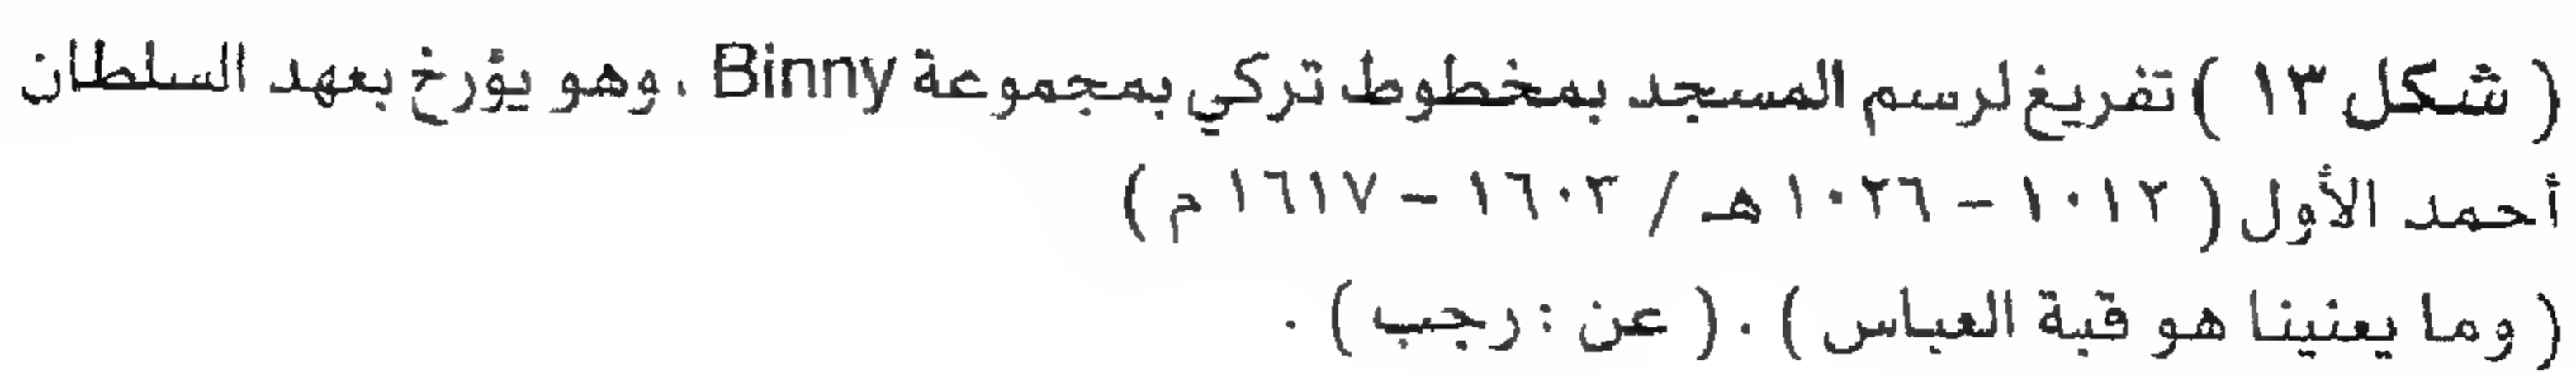 ( شكل ١٣ ) تفريغ لرسم المسجد بمخطوط تركي بمجموعة Binny ، وهو يؤرخ بعهد السلطان
أحمد الأول ( ١٠١٢ - ١٠٢٦ هـ / ١٦٠٣ - ١٦١٧ م )
( وما يعنينا هو قبة العباس ) . ( عن : رجب ) .